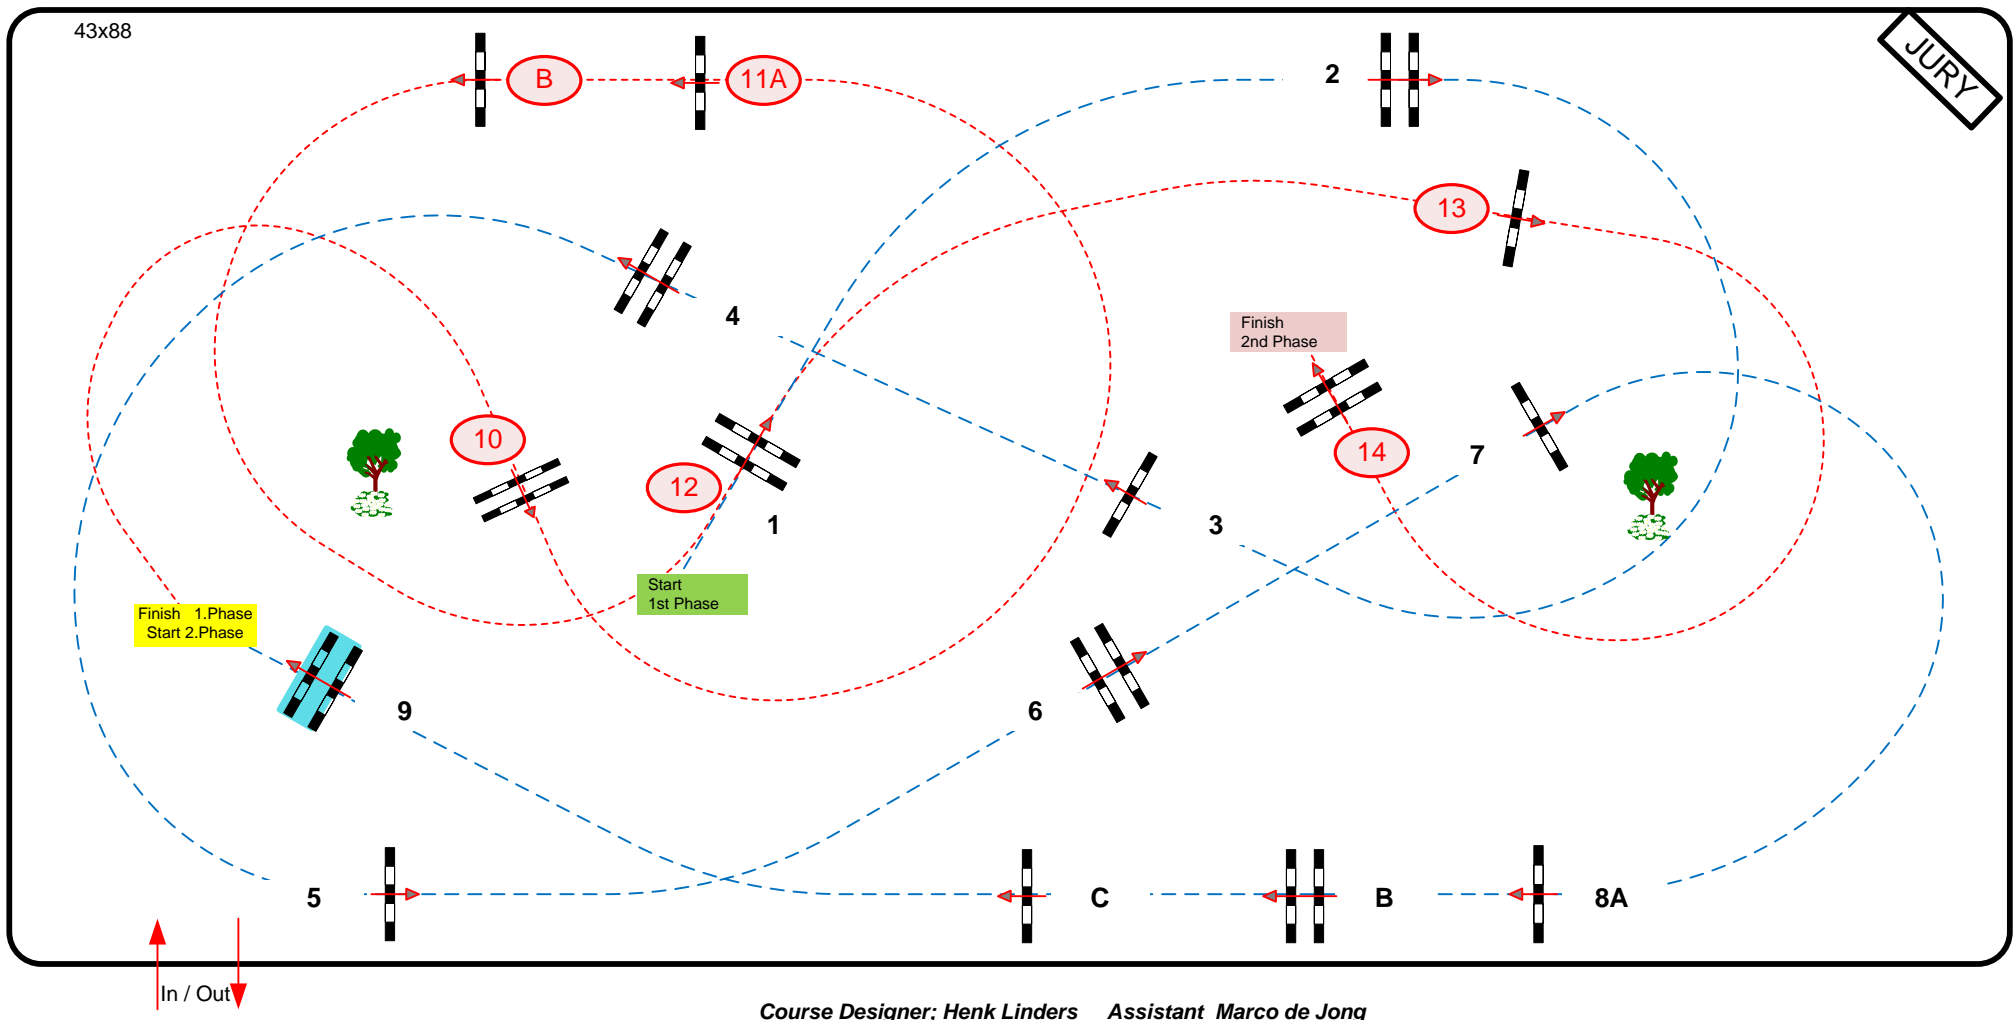 43x88
JURY
B
11A
2
13
4
Finish
2nd Phase
10
14
7
12
1
3
Start
1st Phase
Finish 1.Phase
Start 2.Phase
9
6
5
C
B
8A
In / Out
Course Designer; Henk Linders Assistant Marco de Jong